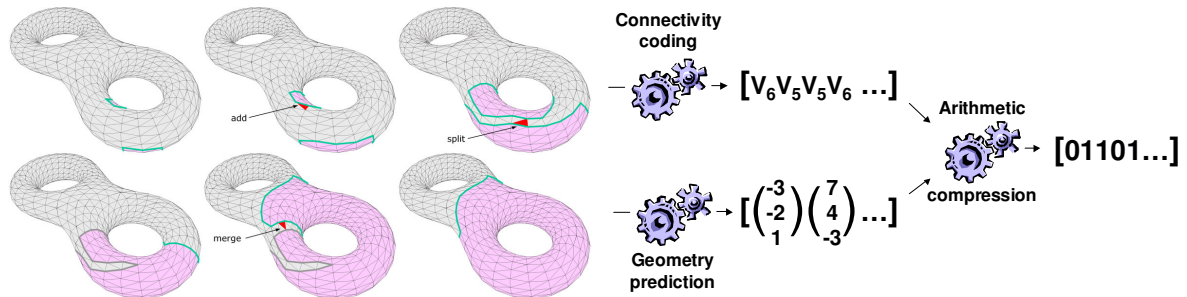 add
split
merge
Connectivity
coding
[V₆V₅V₅V₆ ...]
Geometry
prediction
[(-3 -2 1) (7 4 -3) ...]
Arithmetic
compression
[01101...]